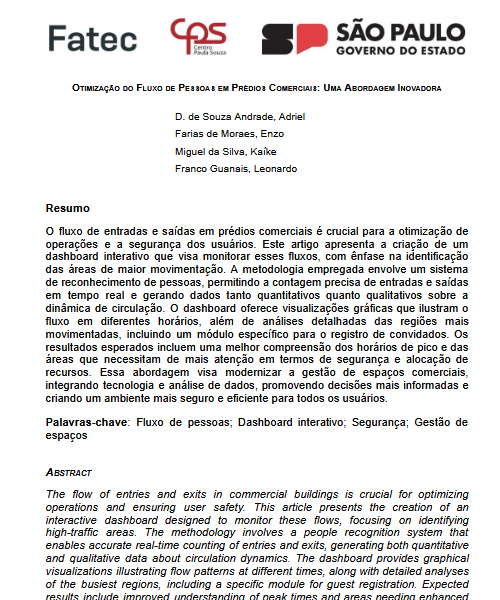 Fatec
CPS
Centro
Paula Souza
SÃO PAULO
GOVERNO DO ESTADO
Otimização do Fluxo de Pessoas em Prédios Comerciais: Uma Abordagem Inovadora
D. de Souza Andrade, Adriel
Farias de Moraes, Enzo
Miguel da Silva, Kaíke
Franco Guanais, Leonardo
Resumo
O fluxo de entradas e saídas em prédios comerciais é crucial para a otimização de
operações e a segurança dos usuários. Este artigo apresenta a criação de um
dashboard interativo que visa monitorar esses fluxos, com ênfase na identificação
das áreas de maior movimentação. A metodologia empregada envolve um sistema
de reconhecimento de pessoas, permitindo a contagem precisa de entradas e saídas
em tempo real e gerando dados tanto quantitativos quanto qualitativos sobre a
dinâmica de circulação. O dashboard oferece visualizações gráficas que ilustram o
fluxo em diferentes horários, além de análises detalhadas das regiões mais
movimentadas, incluindo um módulo específico para o registro de convidados. Os
resultados esperados incluem uma melhor compreensão dos horários de pico e das
áreas que necessitam de mais atenção em termos de segurança e alocação de
recursos. Essa abordagem visa modernizar a gestão de espaços comerciais,
integrando tecnologia e análise de dados, promovendo decisões mais informadas e
criando um ambiente mais seguro e eficiente para todos os usuários.
Palavras-chave: Fluxo de pessoas; Dashboard interativo; Segurança; Gestão de
espaços
Abstract
The flow of entries and exits in commercial buildings is crucial for optimizing
operations and ensuring user safety. This article presents the creation of an
interactive dashboard designed to monitor these flows, focusing on identifying
high-traffic areas. The methodology involves a people recognition system that
enables accurate real-time counting of entries and exits, generating both quantitative
and qualitative data about circulation dynamics. The dashboard provides graphical
visualizations illustrating flow patterns at different times, along with detailed analyses
of the busiest regions, including a specific module for guest registration. Expected
results include improved understanding of peak times and areas needing enhanced